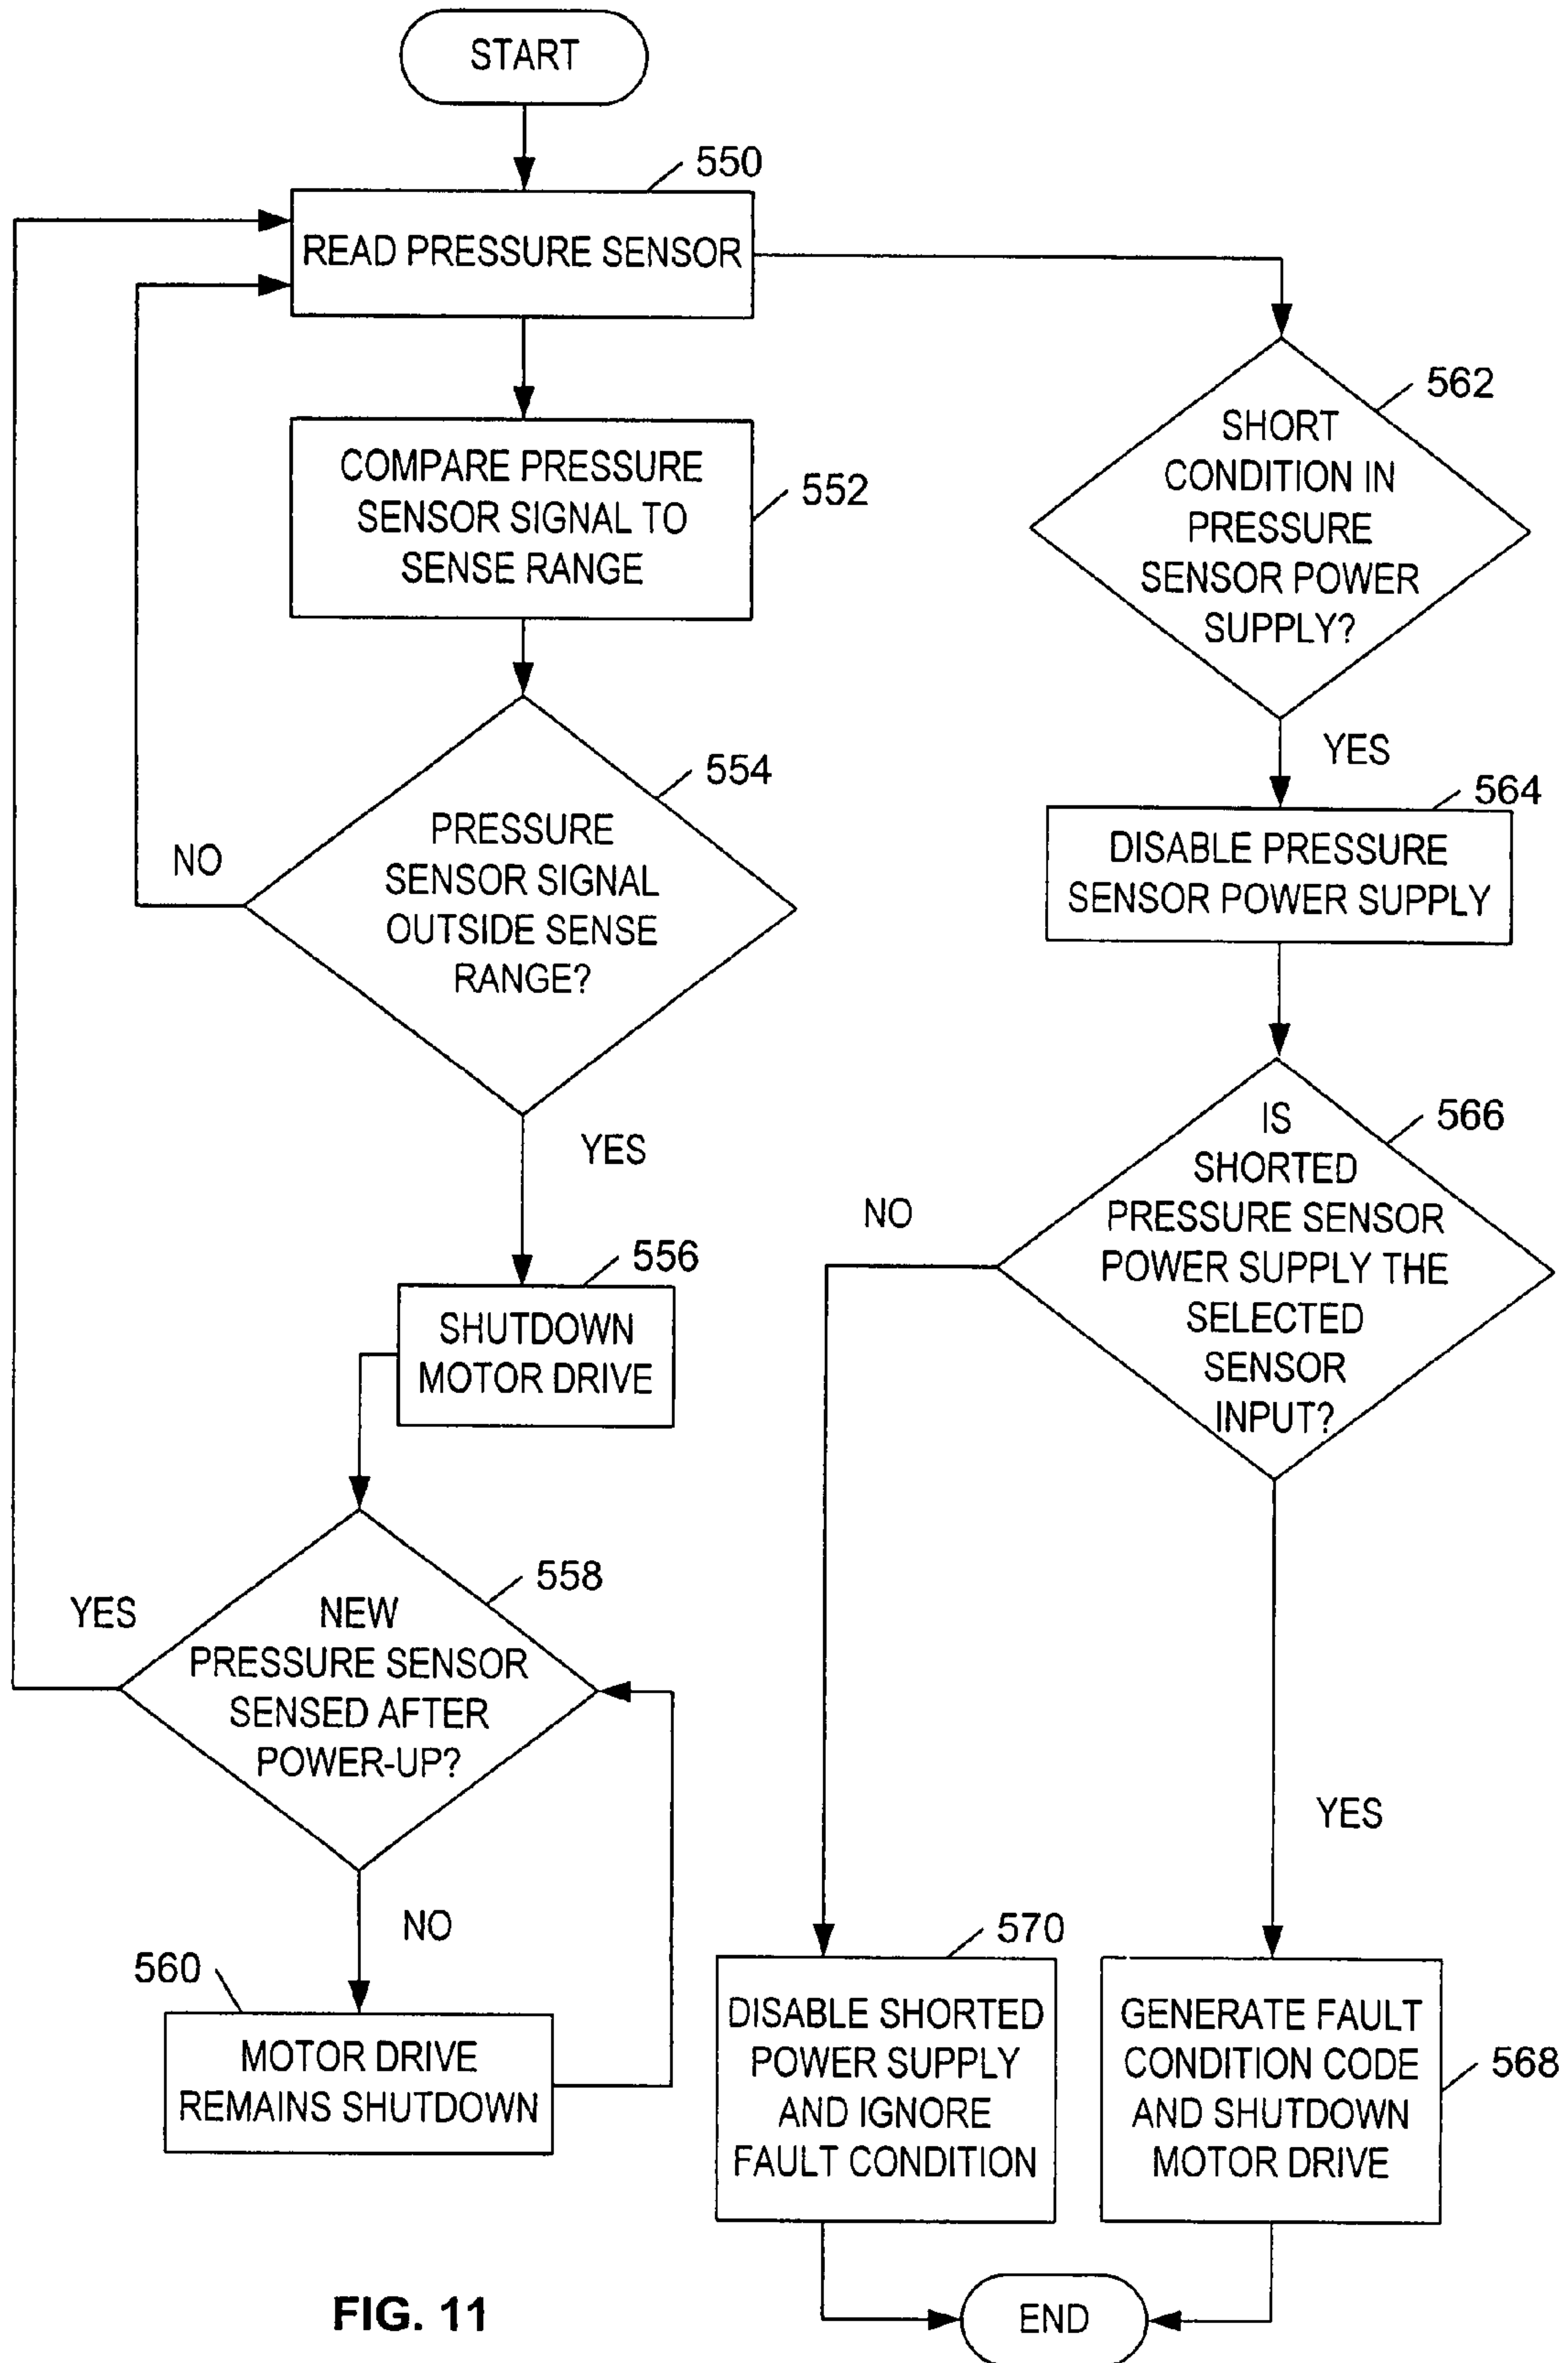 START
550
READ PRESSURE SENSOR
COMPARE PRESSURE
SENSOR SIGNAL TO
SENSE RANGE
552
PRESSURE
SENSOR SIGNAL
OUTSIDE SENSE
RANGE?
554
NO
YES
556
SHUTDOWN
MOTOR DRIVE
558
NEW
PRESSURE SENSOR
SENSED AFTER
POWER-UP?
YES
NO
560
MOTOR DRIVE
REMAINS SHUTDOWN
562
SHORT
CONDITION IN
PRESSURE
SENSOR POWER
SUPPLY?
YES
564
DISABLE PRESSURE
SENSOR POWER SUPPLY
566
IS
SHORTED
PRESSURE SENSOR
POWER SUPPLY THE
SELECTED
SENSOR
INPUT?
NO
YES
570
DISABLE SHORTED
POWER SUPPLY
AND IGNORE
FAULT CONDITION
GENERATE FAULT
CONDITION CODE
AND SHUTDOWN
MOTOR DRIVE
568
END
FIG. 11